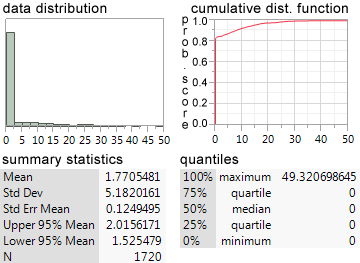 data distribution
cumulative dist. function
prob. score
1.0
0.8
0.6
0.4
0.2
0.0
0 5 10 15 20 25 30 35 40 45 50
0 10 20 30 40 50
summary statistics
Mean 1.7705481
Std Dev 5.1820161
Std Err Mean 0.1249495
Upper 95% Mean 2.0156171
Lower 95% Mean 1.525479
N 1720
quantiles
100% maximum 49.320698645
75% quartile 0
50% median 0
25% quartile 0
0% minimum 0